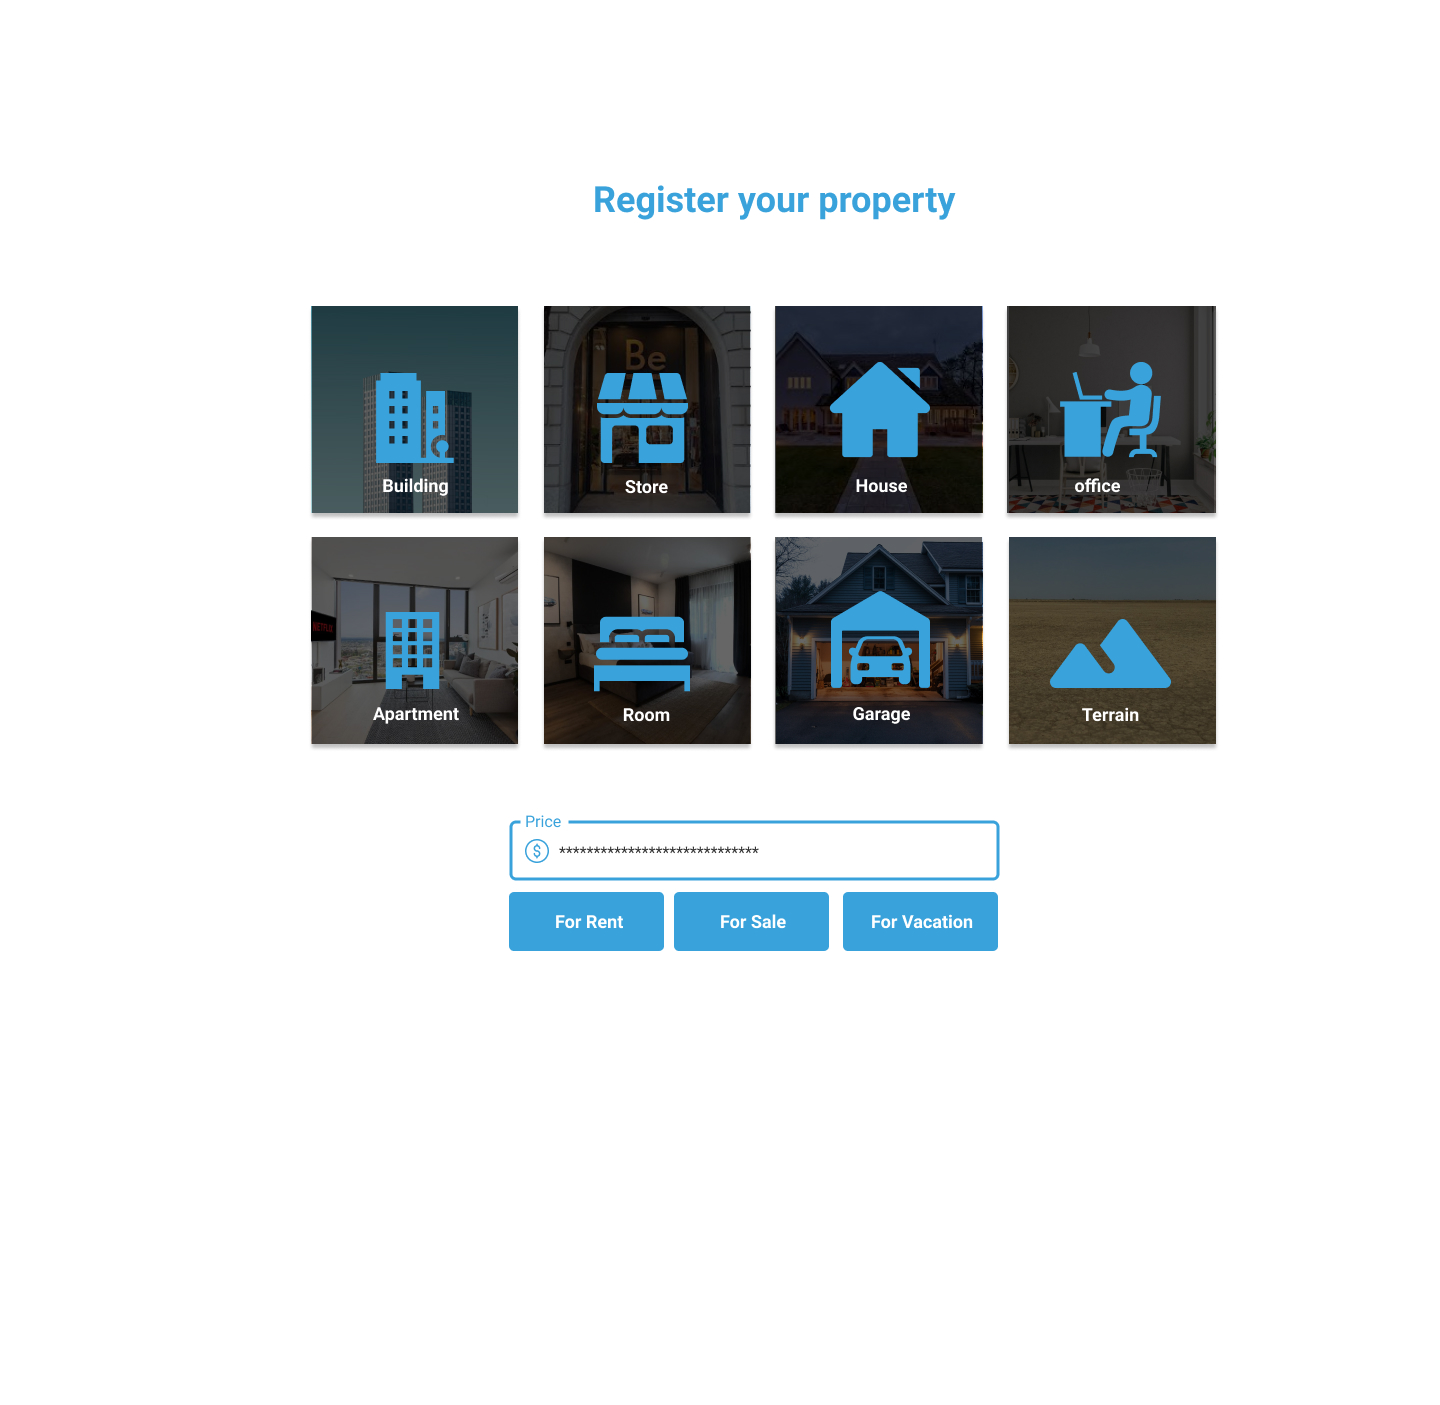 Register your property
Be
Building
Store
House
office
NETFLIX
Apartment
Room
Garage
Terrain
Price
$ *****************************
For Rent
For Sale
For Vacation